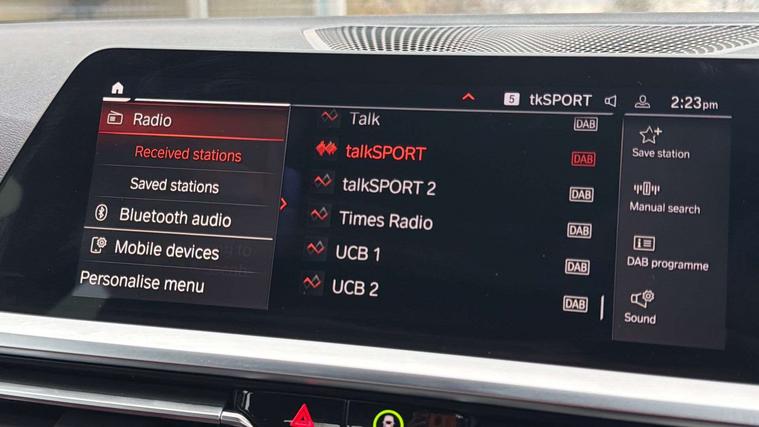 5 tkSPORT 2:23pm
Radio
Received stations
Saved stations
Bluetooth audio
Mobile devices
Personalise menu
Talk DAB
talkSPORT DAB
talkSPORT 2 DAB
Times Radio DAB
UCB 1 DAB
UCB 2 DAB
Save station
Manual search
DAB programme
Sound